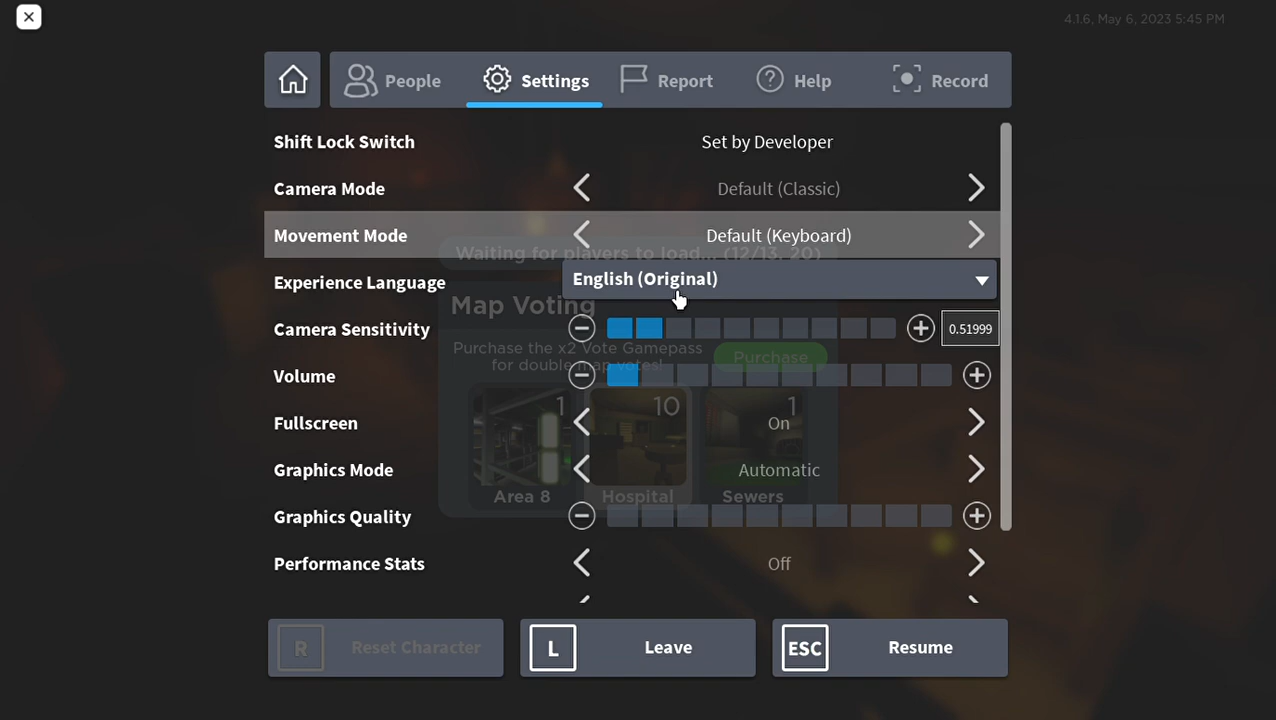 4.1.6, May 6, 2023 5:45 PM
People Settings Report Help Record
Shift Lock Switch Set by Developer
Camera Mode Default (Classic)
Movement Mode Default (Keyboard)
Waiting for players to load... (12/13, 20)
Experience Language English (Original)
Map Voting
Camera Sensitivity 0.51999
Purchase the x2 Vote Gamepass
for double map votes!
Purchase
Volume
1 10 1
Fullscreen On
Graphics Mode Automatic
Area 8 Hospital Sewers
Graphics Quality
Performance Stats Off
R Reset Character L Leave ESC Resume